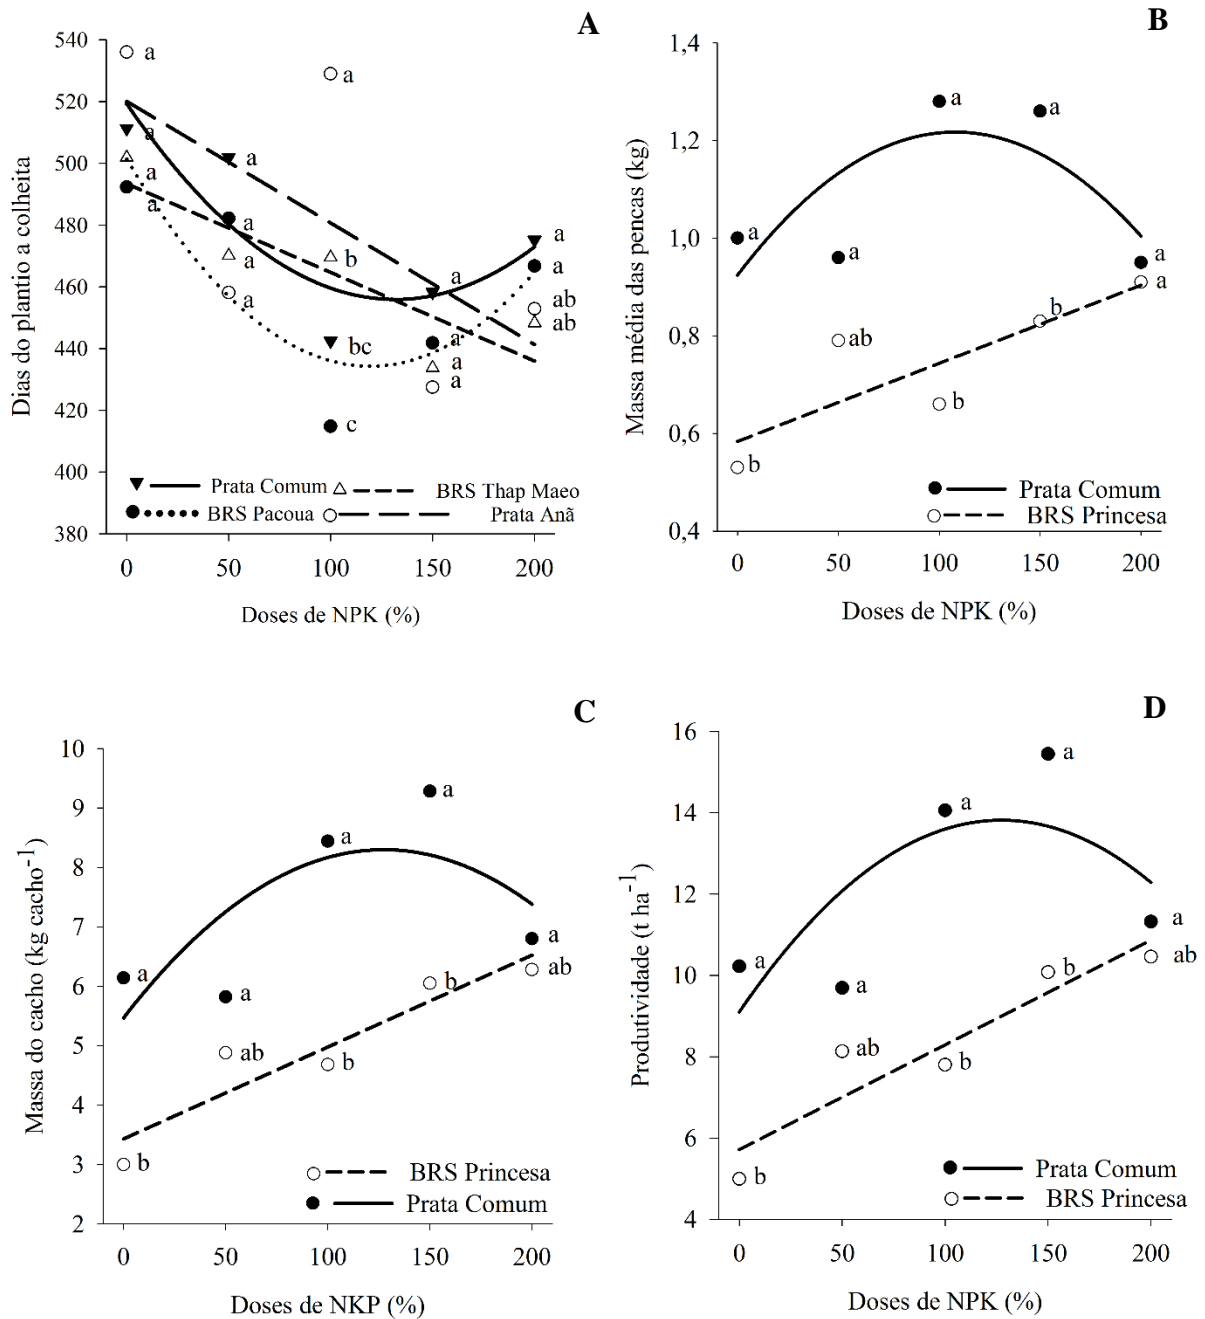 A
Dias do plantio a colheita
540
520
500
480
460
440
420
400
380
a
a
a
a
a
a
a
a
a
b
bc
c
a
a
a
a
a
a
ab
ab
Prata Comum
BRS Thap Maeo
BRS Pacoua
Prata Anã
0 50 100 150 200
Doses de NPK (%)
B
Massa média das pencas (kg)
1,4
1,2
1,0
0,8
0,6
0,4
a
a
a
a
a
a
b
ab
b
b
Prata Comum
BRS Princesa
0 50 100 150 200
Doses de NPK (%)
C
Massa do cacho (kg cacho-1)
10
9
8
7
6
5
4
3
2
a
a
a
a
a
b
ab
ab
b
b
BRS Princesa
Prata Comum
0 50 100 150 200
Doses de NKP (%)
D
Produtividade (t ha-1)
16
14
12
10
8
6
4
a
a
a
a
a
b
ab
ab
b
b
Prata Comum
BRS Princesa
0 50 100 150 200
Doses de NPK (%)